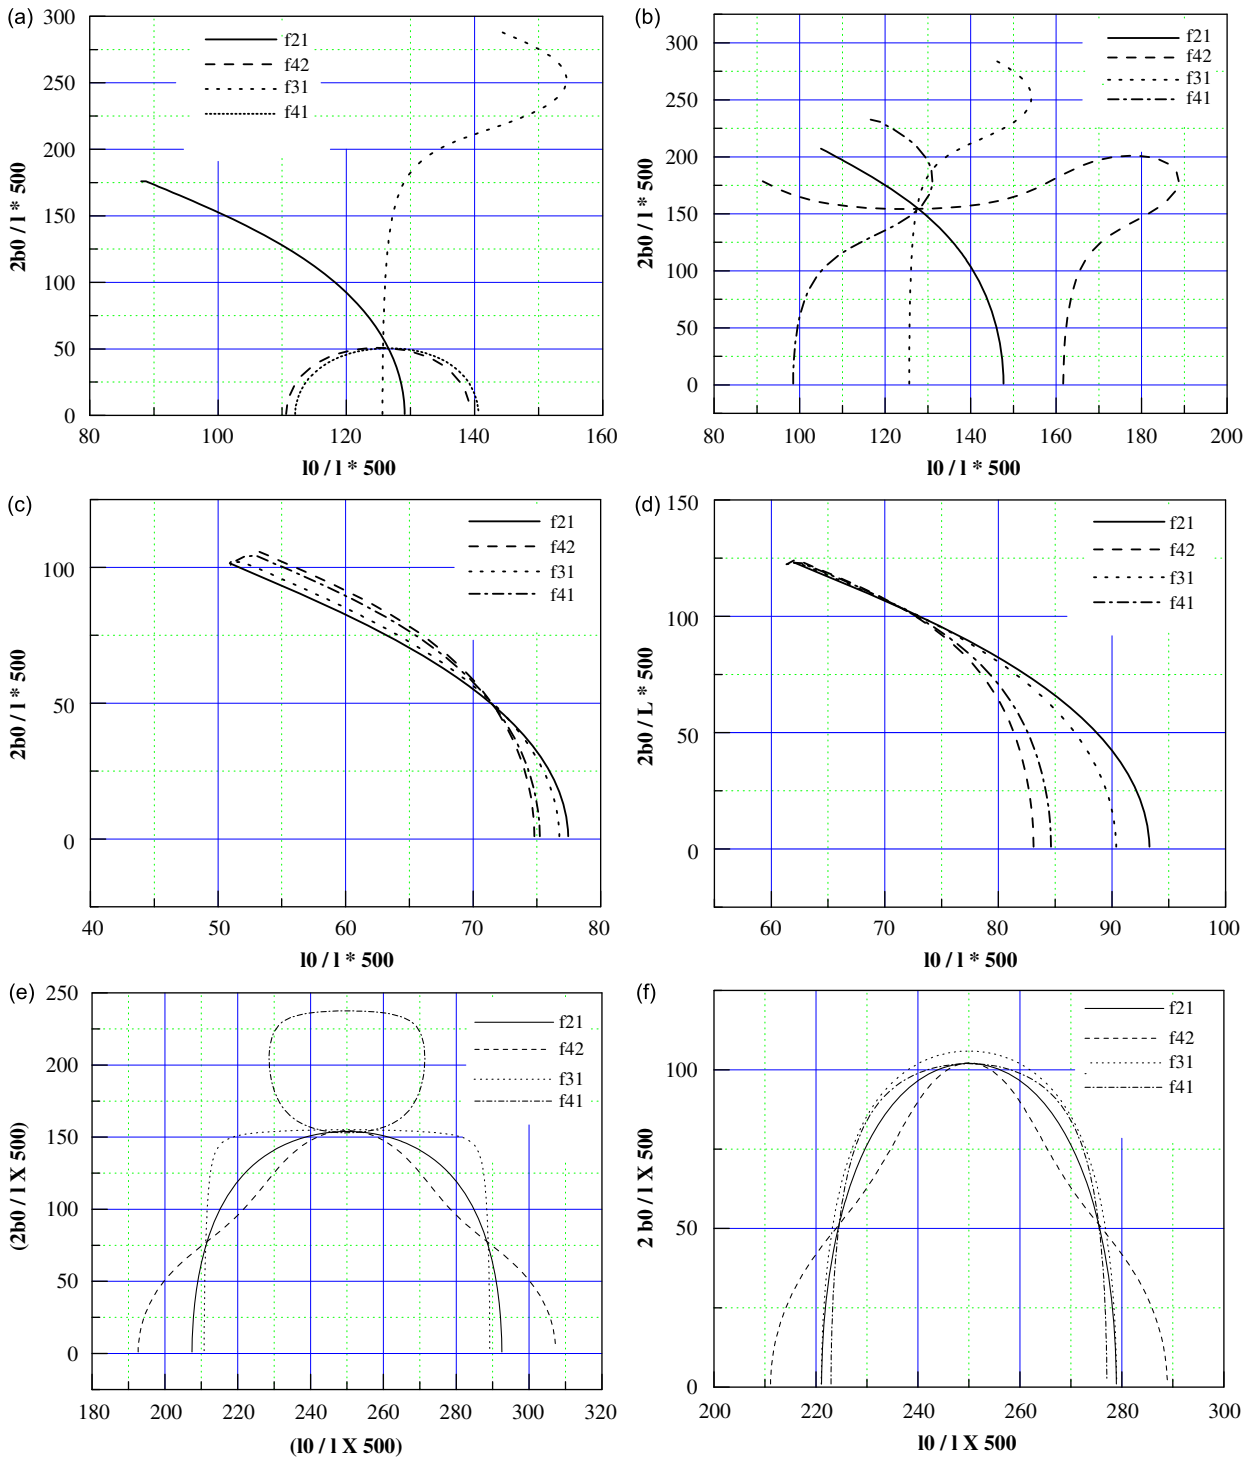 (a)
300
250
200
150
100
50
0
2b0 / l * 500
f21
f42
f31
f41
80 100 120 140 160
l0 / l * 500
(b)
300
250
200
150
100
50
0
2b0 / l * 500
f21
f42
f31
f41
80 100 120 140 160 180 200
l0 / l * 500
(c)
100
50
0
2b0 / l * 500
f21
f42
f31
f41
40 50 60 70 80
l0 / l * 500
(d)
150
100
50
0
2b0 / L * 500
f21
f42
f31
f41
60 70 80 90 100
l0 / l * 500
(e)
250
200
150
100
50
0
(2b0 / l X 500)
f21
f42
f31
f41
180 200 220 240 260 280 300 320
(l0 / l X 500)
(f)
100
50
0
2 b0 / l X 500
f21
f42
f31
f41
200 220 240 260 280 300
l0 / l X 500